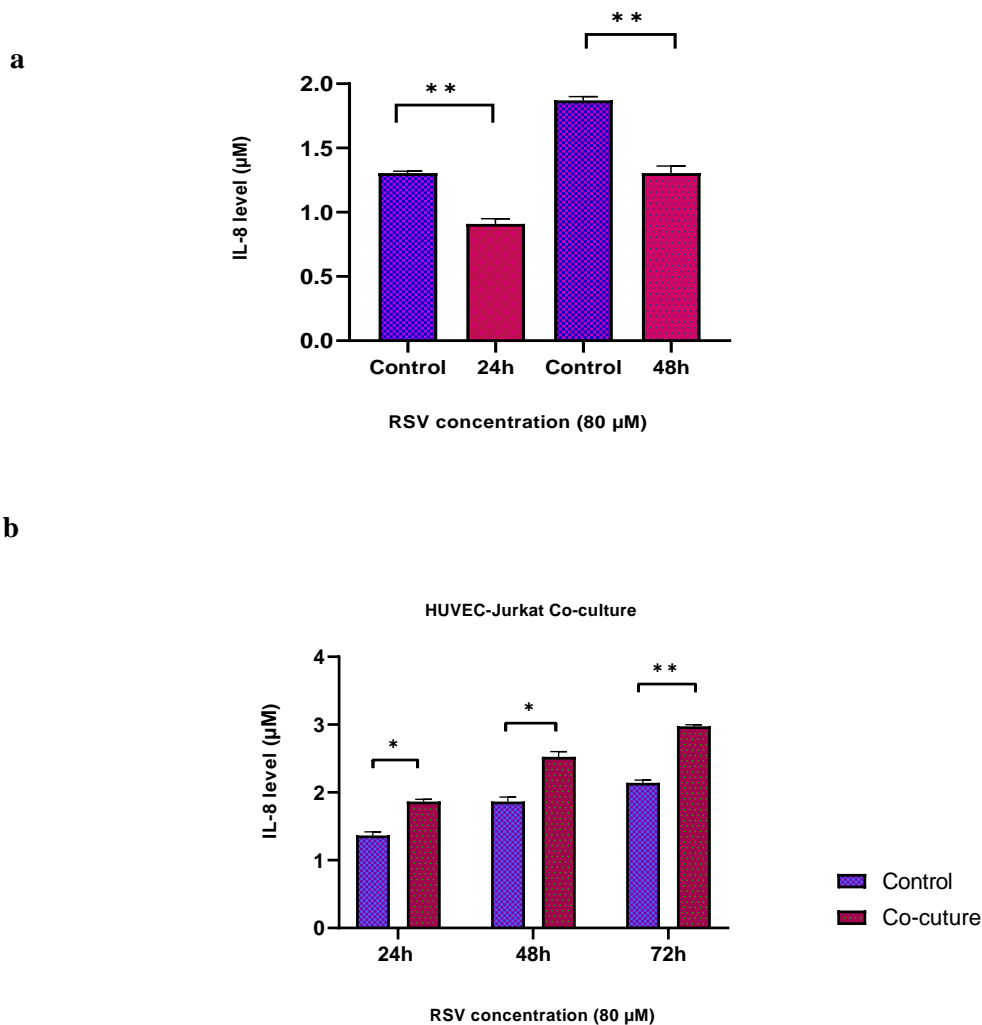 a
**
**
2.0
1.5
1.0
0.5
0.0
IL-8 level (µM)
Control 24h Control 48h
RSV concentration (80 µM)
b
HUVEC-Jurkat Co-culture
4
3
2
1
0
IL-8 level (µM)
*
*
**
24h 48h 72h
RSV concentration (80 µM)
Control
Co-cuture